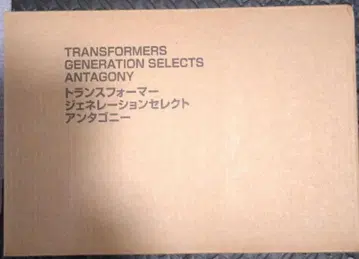 TRANSFORMERS
GENERATION SELECTS
ANTAGONY
トランスフォーマー
ジェネレーションセレクト
アンタゴニー